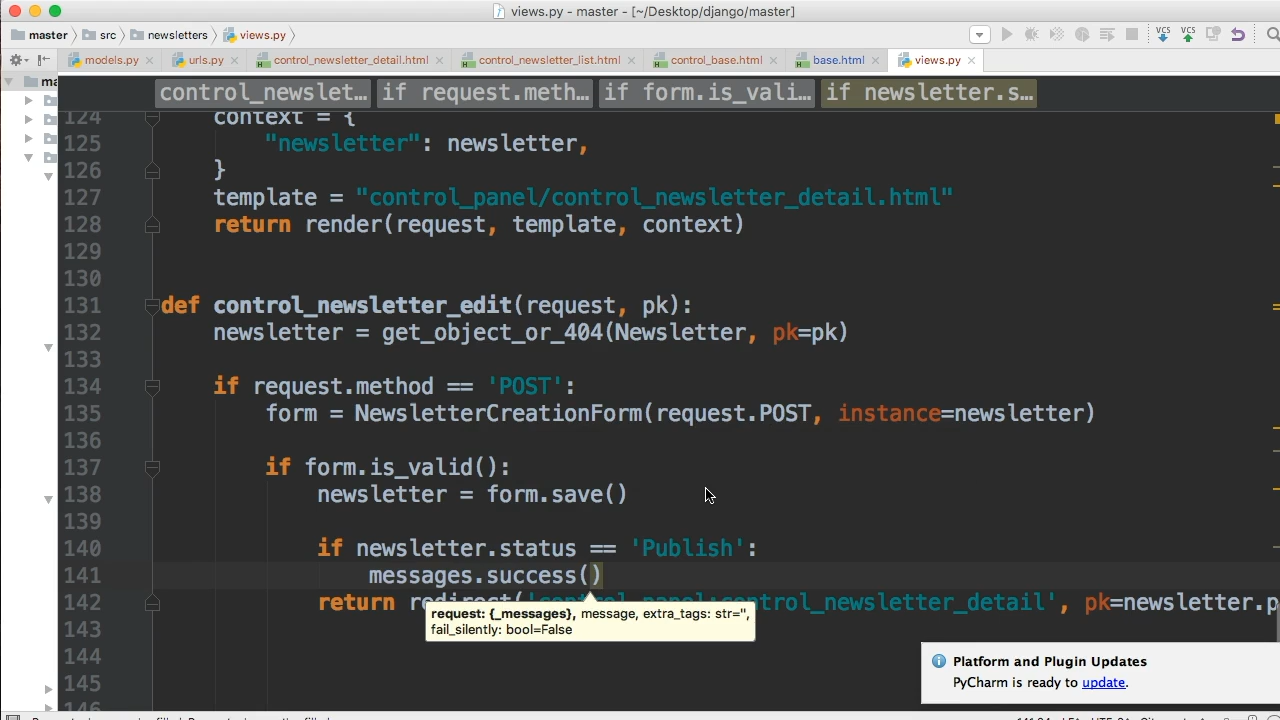 views.py - master - [~/Desktop/django/master]
master src newsletters views.py
VCS VCS
models.py urls.py control_newsletter_detail.html control_newsletter_list.html control_base.html base.html views.py
control_newslet... if request.meth... if form.is_vali... if newsletter.s...
124 context = {
125 "newsletter": newsletter,
126 }
127 template = "control_panel/control_newsletter_detail.html"
128 return render(request, template, context)
129
130
131 def control_newsletter_edit(request, pk):
132 newsletter = get_object_or_404(Newsletter, pk=pk)
133
134 if request.method == 'POST':
135 form = NewsletterCreationForm(request.POST, instance=newsletter)
136
137 if form.is_valid():
138 newsletter = form.save()
139
140 if newsletter.status == 'Publish':
141 messages.success()
142 return control_newsletter_detail', pk=newsletter.p
request: {_messages}, message, extra_tags: str='',
fail_silently: bool=False
143
144
145
146
Platform and Plugin Updates
PyCharm is ready to update.